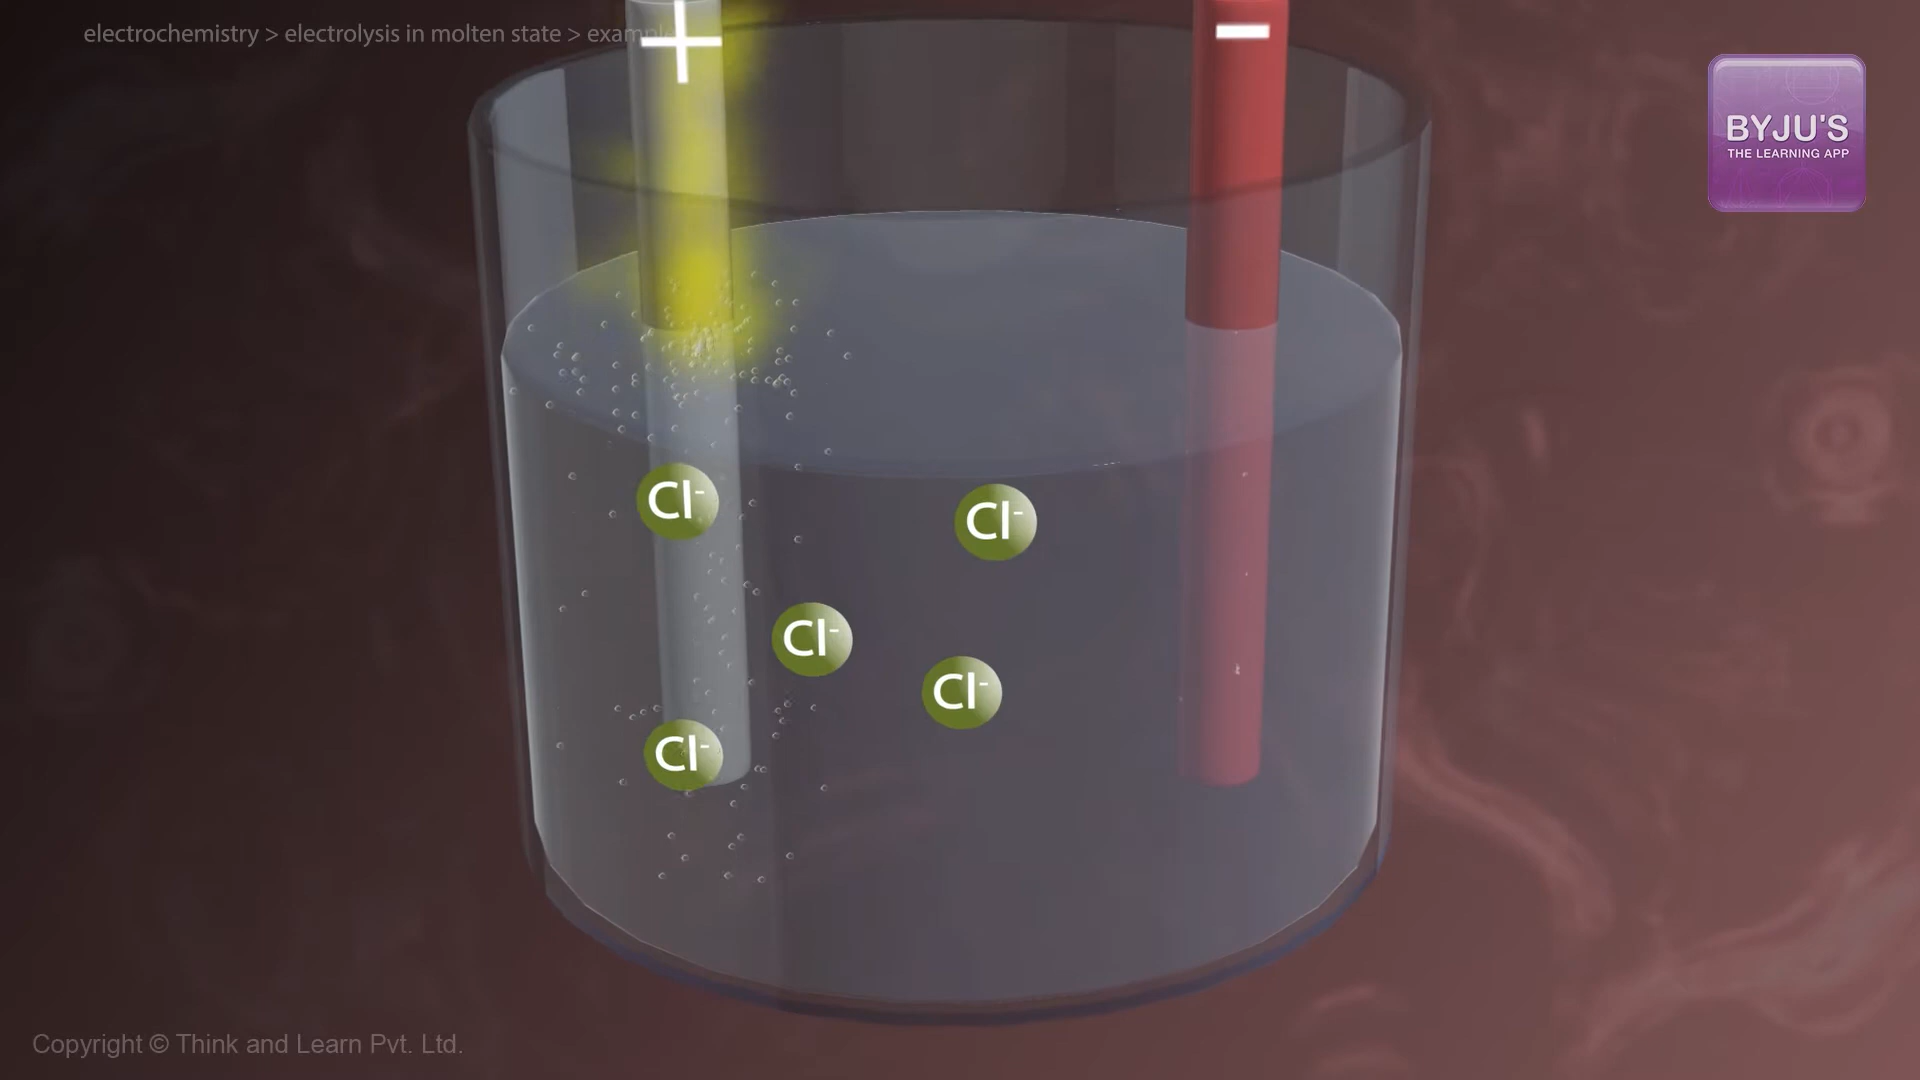 electrochemistry > electrolysis in molten state > example
+
-
BYJU'S
THE LEARNING APP
Cl-
Cl-
Cl-
Cl-
Cl-
Copyright © Think and Learn Pvt. Ltd.